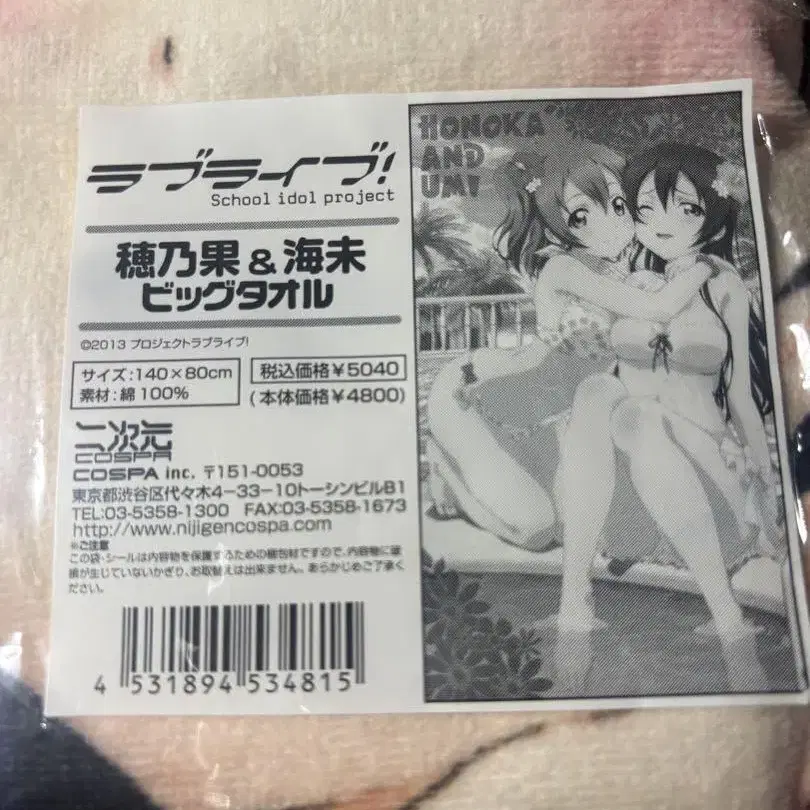 ラブライブ!
School idol project
穂乃果&海未
ビッグタオル
©2013 プロジェクトラブライブ!
サイズ:140×80cm
素材:綿100%
税込価格¥5040
(本体価格¥4800)
二次元
COSPA
COSPA inc. 〒151-0053
東京都渋谷区代々木4-33-10トーシンビルB1
TEL:03-5358-1300 FAX:03-5358-1673
http://www.nijigencospa.com
※ご注意
この袋・シールは内容物を保護するための梱包材ですので、内容物に破
損が生じていないかぎり、お取替えは出来ません。あらかじめご了承く
ださい。
4 531894 534815
HONOKA
AND
UMI